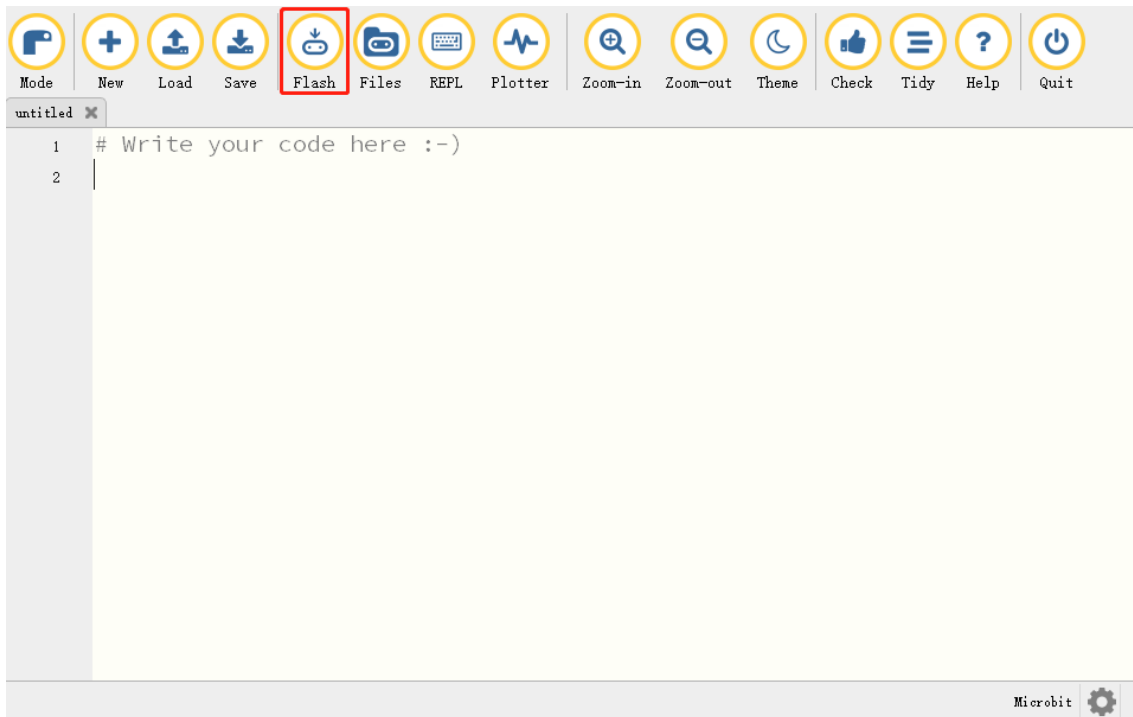 Mode New Load Save Flash Files REPL Plotter Zoom-in Zoom-out Theme Check Tidy Help Quit
untitled
1 # Write your code here :-)
2
Microbit